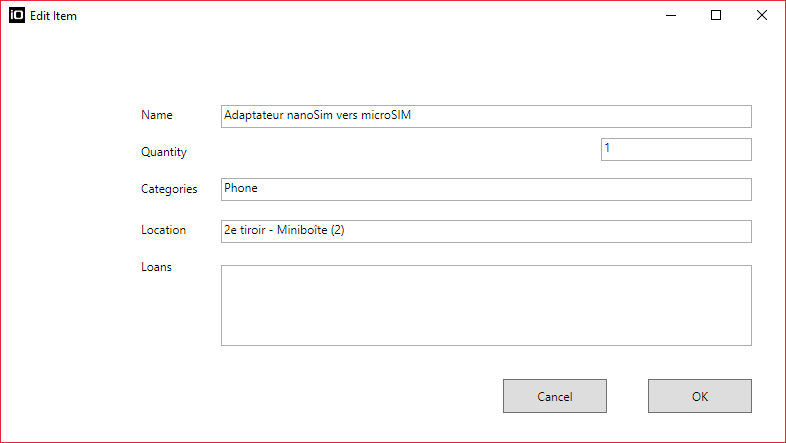 iO Edit Item
Name Adaptateur nanoSim vers microSIM
Quantity 1
Categories Phone
Location 2e tiroir - Miniboîte (2)
Loans
Cancel OK